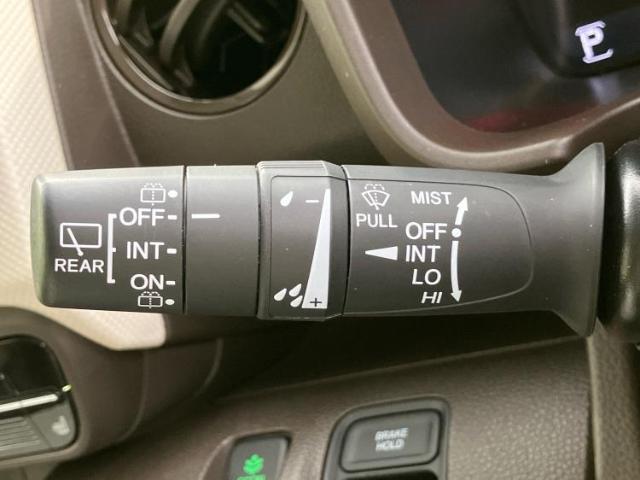 P
OFF
INT
REAR
ON
-
+
PULL
MIST
OFF
INT
LO
HI
BRAKE
HOLD